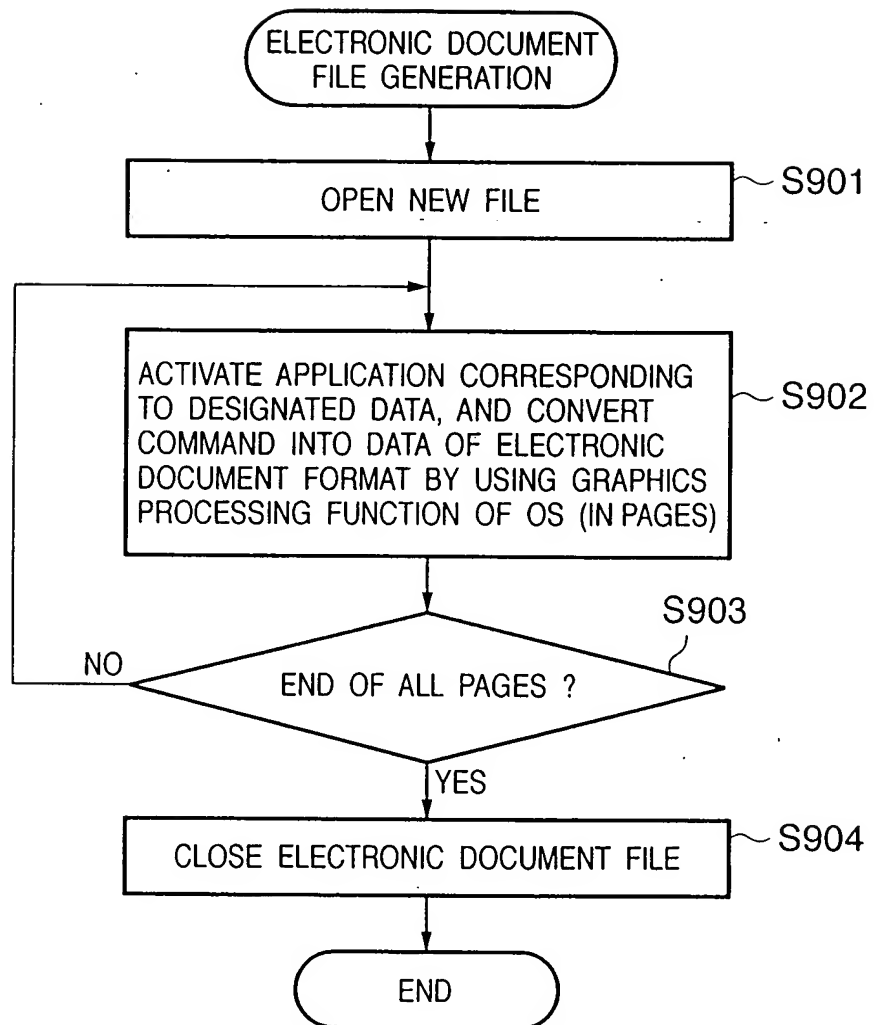 ELECTRONIC DOCUMENT
FILE GENERATION
OPEN NEW FILE
S901
ACTIVATE APPLICATION CORRESPONDING
TO DESIGNATED DATA, AND CONVERT
COMMAND INTO DATA OF ELECTRONIC
DOCUMENT FORMAT BY USING GRAPHICS
PROCESSING FUNCTION OF OS (IN PAGES)
S902
S903
NO
END OF ALL PAGES ?
YES
CLOSE ELECTRONIC DOCUMENT FILE
S904
END